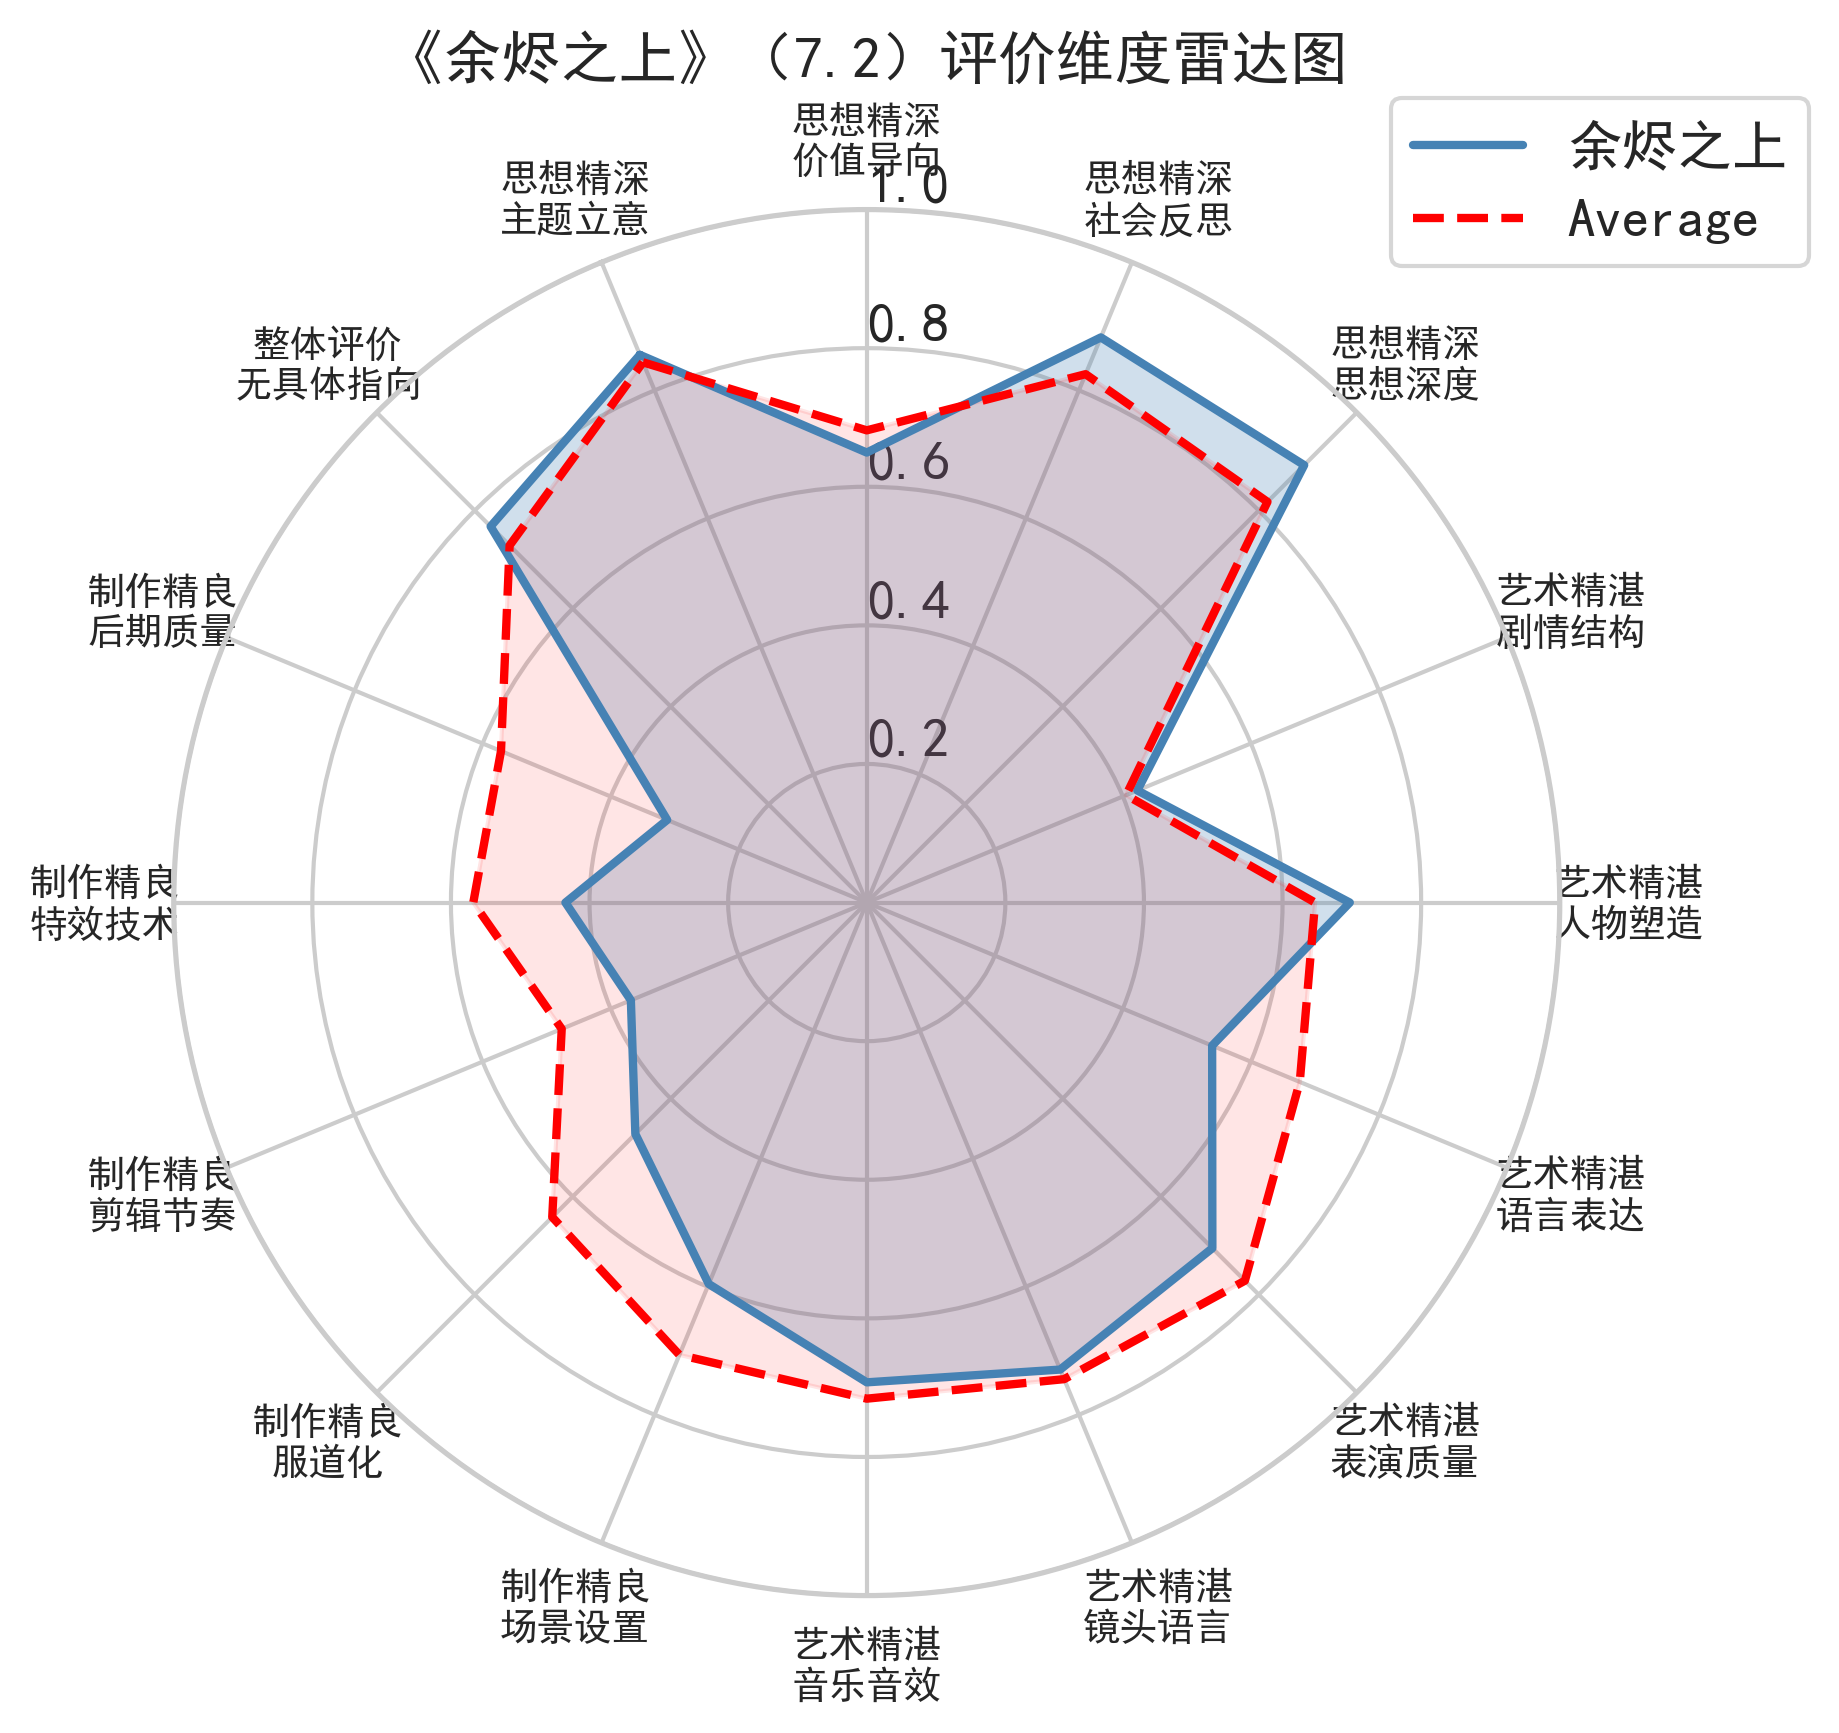 《余烬之上》（7.2）评价维度雷达图
余烬之上
Average
思想精深
价值导向
思想精深
社会反思
思想精深
思想深度
艺术精湛
剧情结构
艺术精湛
人物塑造
艺术精湛
语言表达
艺术精湛
表演质量
艺术精湛
镜头语言
艺术精湛
音乐音效
制作精良
场景设置
制作精良
服道化
制作精良
剪辑节奏
制作精良
特效技术
制作精良
后期质量
整体评价
无具体指向
思想精深
主题立意
1.0
0.8
0.6
0.4
0.2